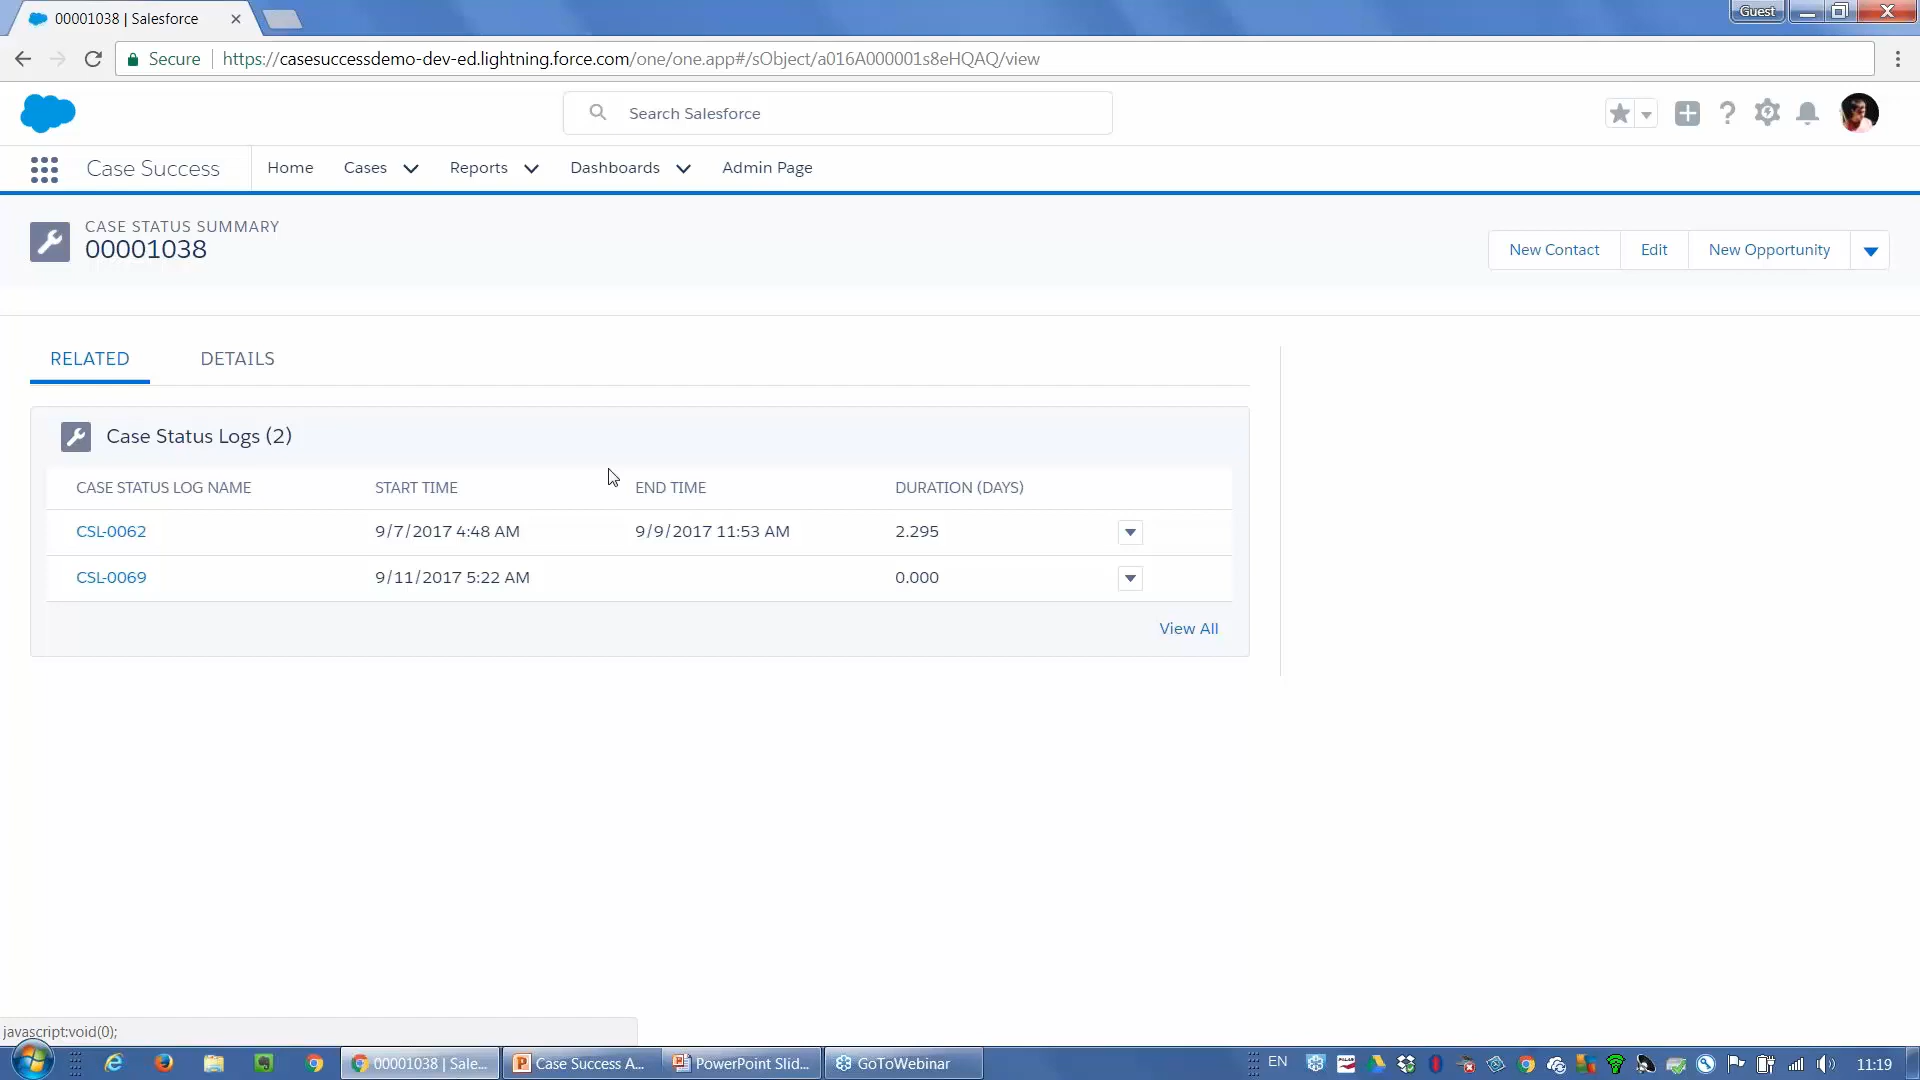 00001038 | Salesforce
Guest
Secure https://casesuccessdemo-dev-ed.lightning.force.com/one/one.app#/sObject/a016A000001s8eHQAQ/view
Search Salesforce
Case Success Home Cases Reports Dashboards Admin Page
CASE STATUS SUMMARY
00001038
New Contact Edit New Opportunity
RELATED DETAILS
Case Status Logs (2)
CASE STATUS LOG NAME START TIME END TIME DURATION (DAYS)
CSL-0062 9/7/2017 4:48 AM 9/9/2017 11:53 AM 2.295
CSL-0069 9/11/2017 5:22 AM 0.000
View All
javascript:void(0);
00001038 | Sale... Case Success A... PowerPoint Slid... GoToWebinar EN 11:19